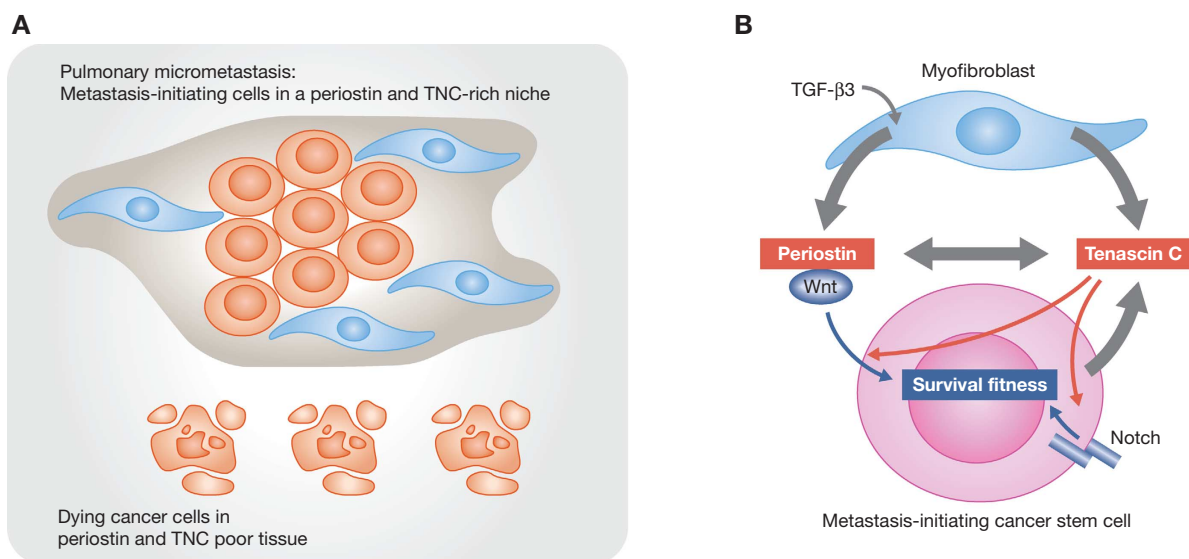 A
Pulmonary micrometastasis:
Metastasis-initiating cells in a periostin and TNC-rich niche
Dying cancer cells in
periostin and TNC poor tissue
B
Myofibroblast
TGF-β3
Periostin
Tenascin C
Wnt
Survival fitness
Notch
Metastasis-initiating cancer stem cell